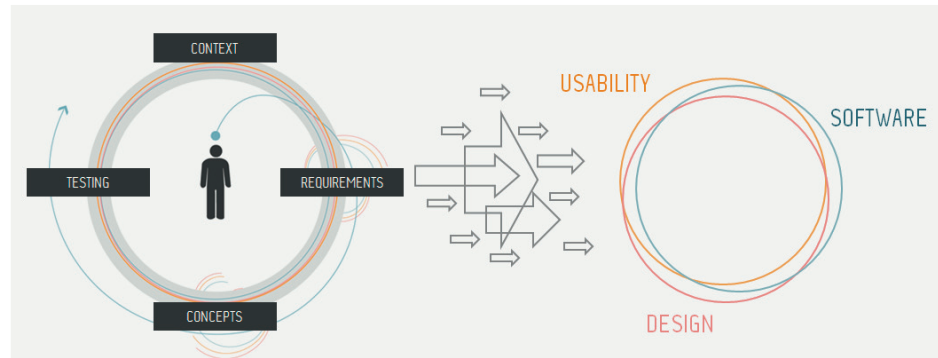 CONTEXT
USABILITY
SOFTWARE
TESTING
REQUIREMENTS
CONCEPTS
DESIGN